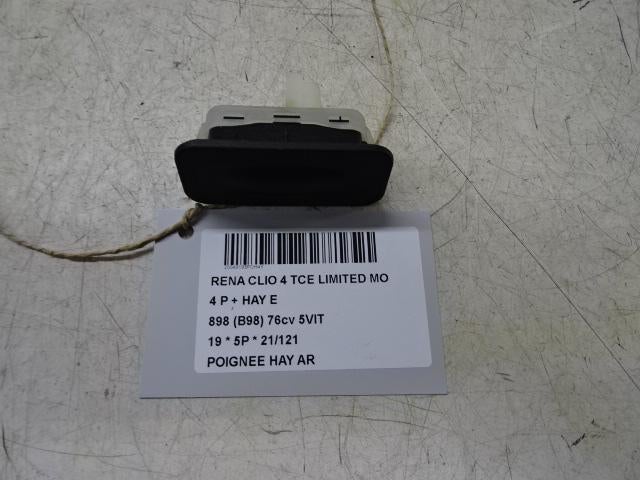 RENA CLIO 4 TCE LIMITED MO
4 P + HAY E
898 (B98) 76cv 5VIT
19 * 5P * 21/121
POIGNEE HAY AR